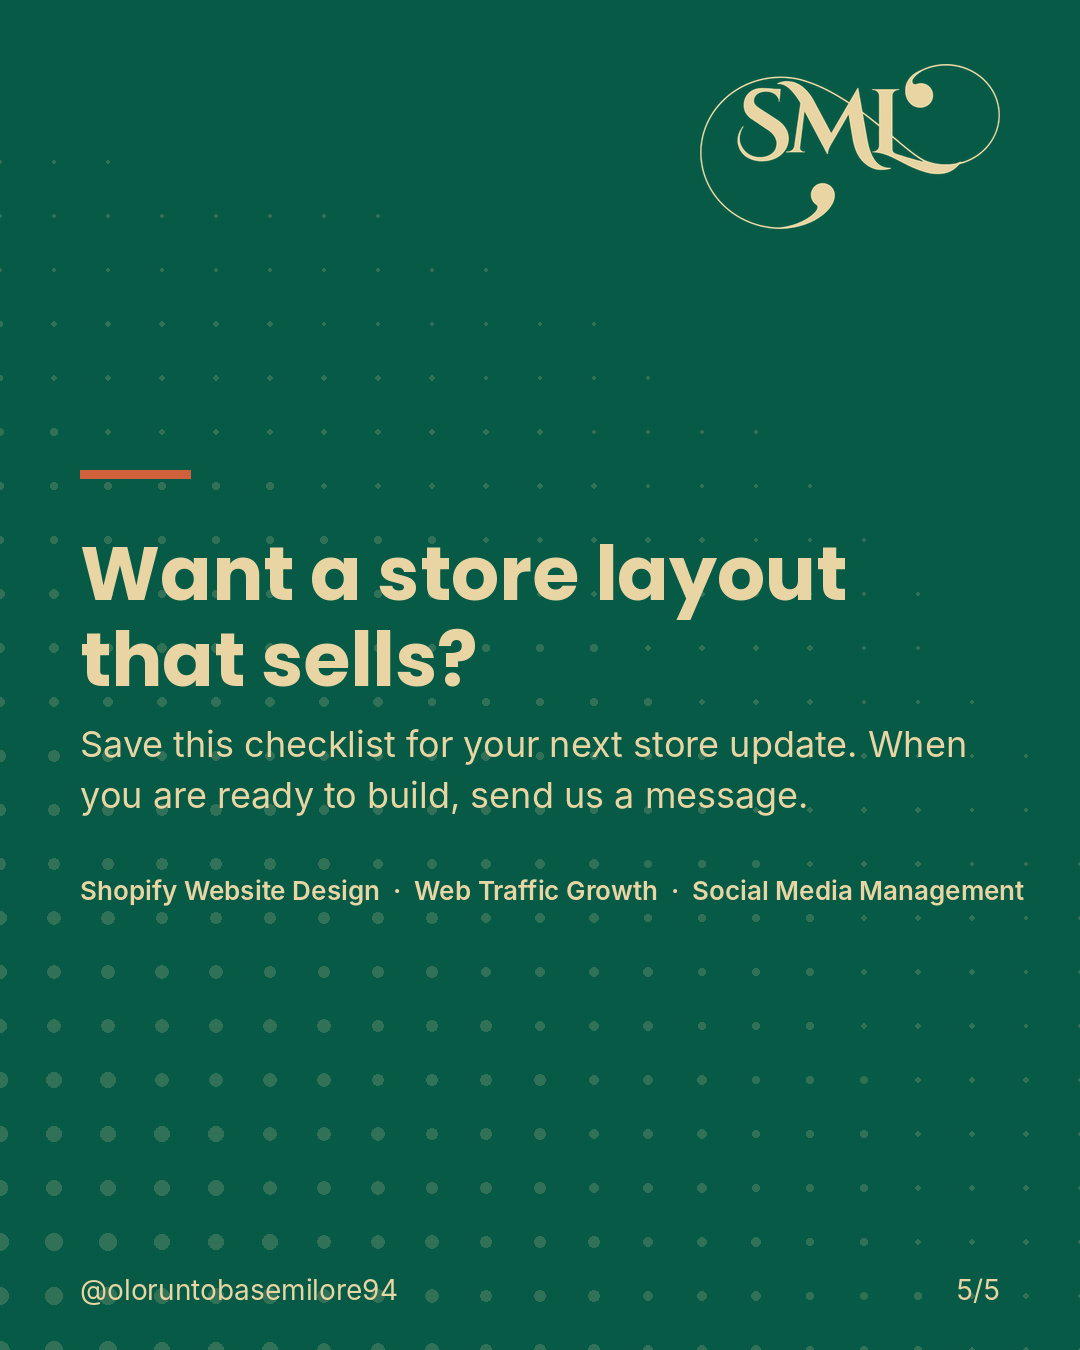 SML
Want a store layout
that sells?
Save this checklist for your next store update. When
you are ready to build, send us a message.
Shopify Website Design · Web Traffic Growth · Social Media Management
@oloruntobasemilore94
5/5